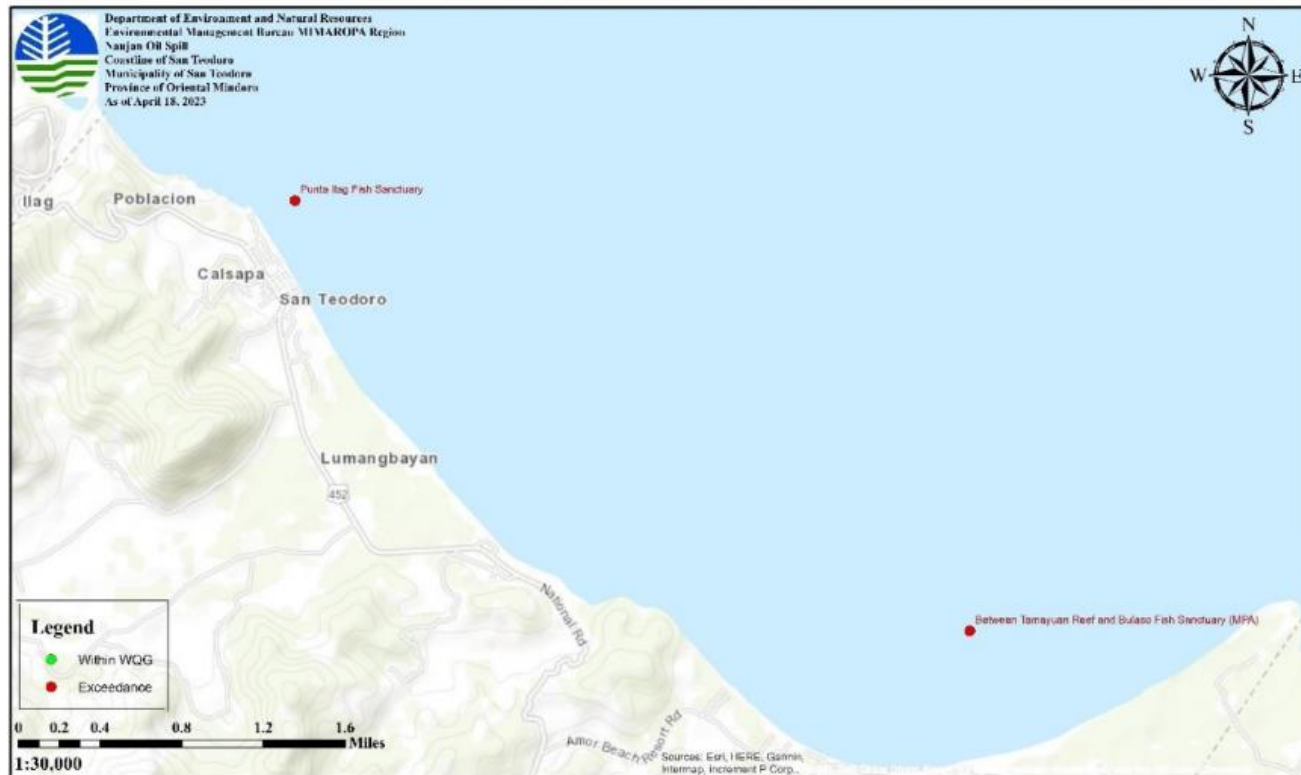 Department of Environment and Natural Resources
Environmental Management Bureau MIMAROPA Region
Naujan Oil Spill
Coastline of San Teodoro
Municipality of San Teodoro
Province of Oriental Mindoro
As of April 18, 2023
N
W E
S
Punta Ilag Fish Sanctuary
Ilag
Poblacion
Calsapa
San Teodoro
Lumangbayan
452
National Rd
Between Tamayuan Reef and Bulaso Fish Sanctuary (MPA)
Legend
Within WQG
Exceedance
0 0.2 0.4 0.8 1.2 1.6
Miles
1:30,000
Amor Beach Resort Rd
Sources: Esri, HERE, Garmin,
Intermap, increment P Corp.,